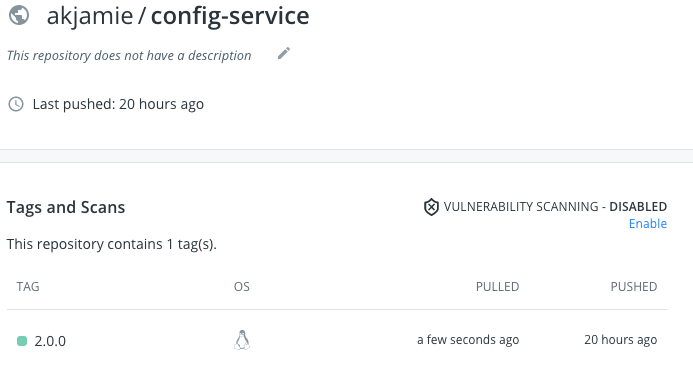 akjamie / config-service
This repository does not have a description
Last pushed: 20 hours ago
Tags and Scans
VULNERABILITY SCANNING - DISABLED
Enable
This repository contains 1 tag(s).
TAG OS PULLED PUSHED
2.0.0 a few seconds ago 20 hours ago